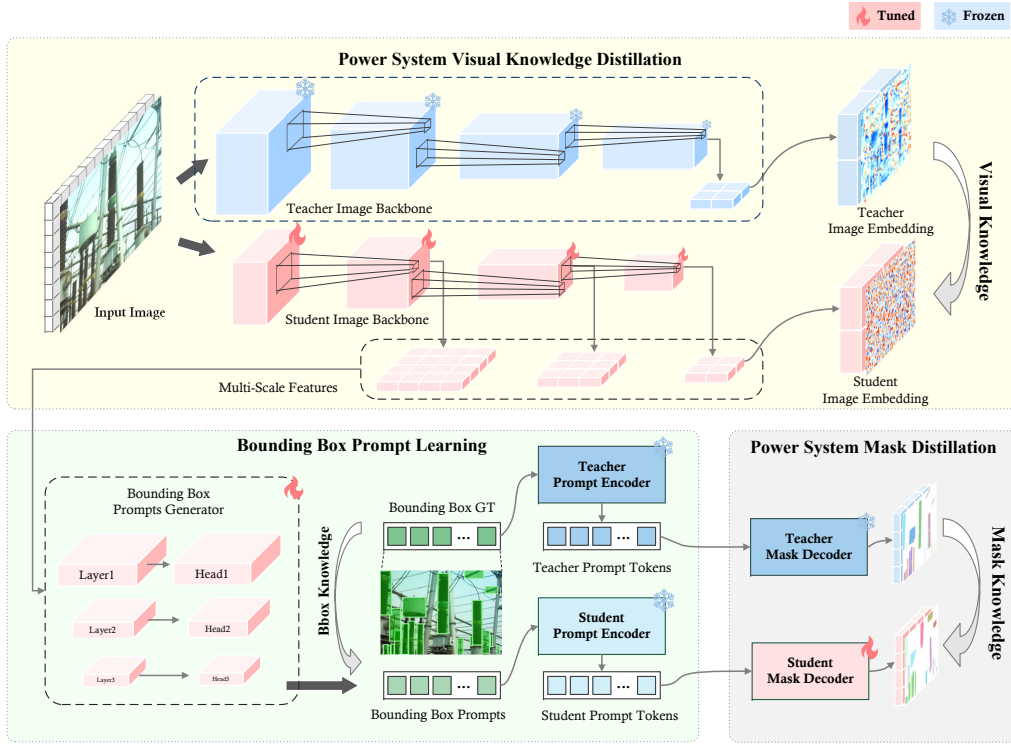 Tuned
Frozen
Power System Visual Knowledge Distillation
Teacher Image Backbone
Teacher
Image Embedding
Visual Knowledge
Input Image
Student Image Backbone
Multi-Scale Features
Student
Image Embedding
Bounding Box Prompt Learning
Bounding Box
Prompts Generator
Layer1
Head1
Layer2
Head2
Layer3
Head3
Bbox Knowledge
Bounding Box GT
...
Bounding Box Prompts
...
Teacher
Prompt Encoder
...
Teacher Prompt Tokens
Student
Prompt Encoder
...
Student Prompt Tokens
Power System Mask Distillation
Teacher
Mask Decoder
Student
Mask Decoder
Mask Knowledge